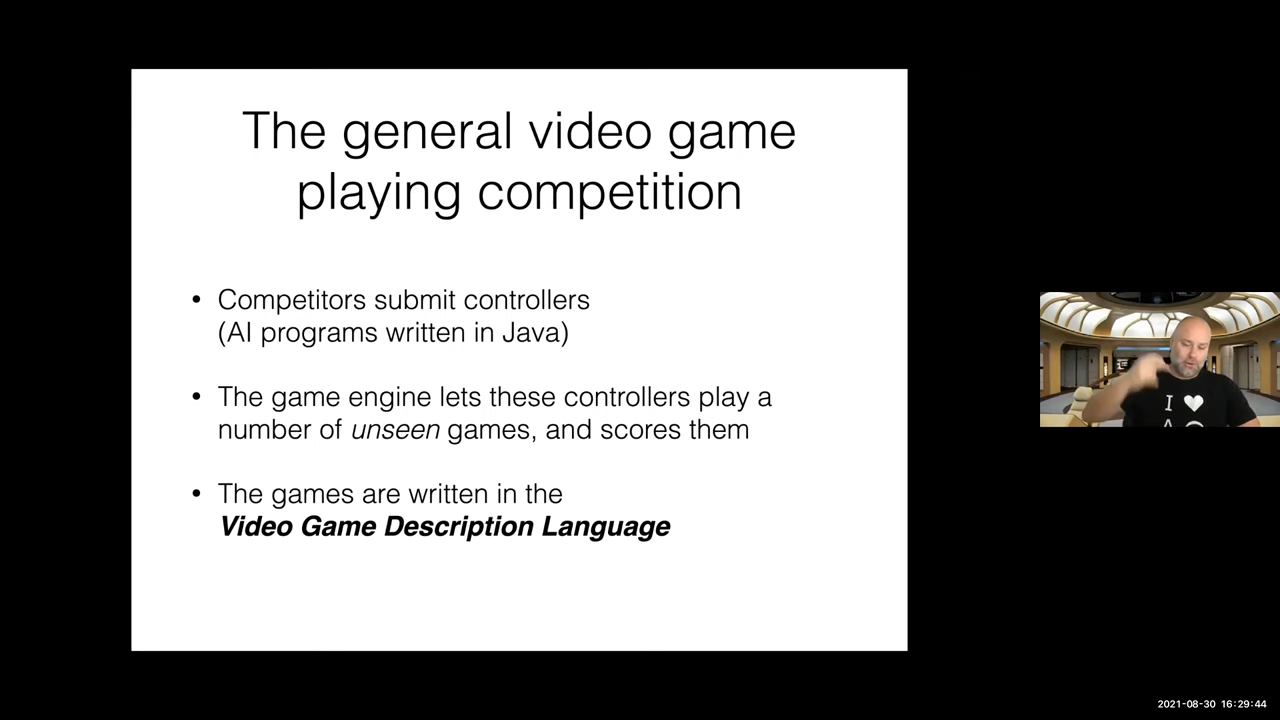 The general video game
playing competition
• Competitors submit controllers
(AI programs written in Java)
• The game engine lets these controllers play a
number of unseen games, and scores them
• The games are written in the
Video Game Description Language
I ♥
2021-08-30 16:29:44